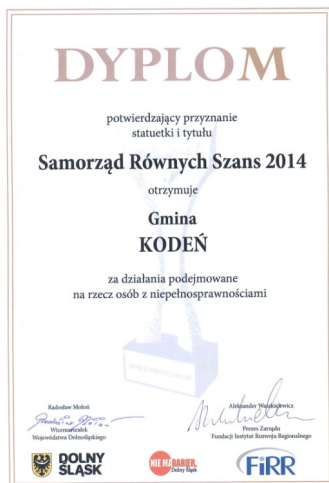 DYPLOM
potwierdzający przyznanie
statuetki i tytułu
Samorząd Równych Szans 2014
otrzymuje
Gmina
KODEŃ
za działania podejmowane
na rzecz osób z niepełnosprawnościami
Radosław Mołoń
Wicemarszałek
Województwa Dolnośląskiego
Aleksander Waszkielewicz
Prezes Zarządu
Fundacji Instytut Rozwoju Regionalnego
DOLNY
ŚLĄSK
NIE MA BARIER.
Dolny Śląsk
FiRR